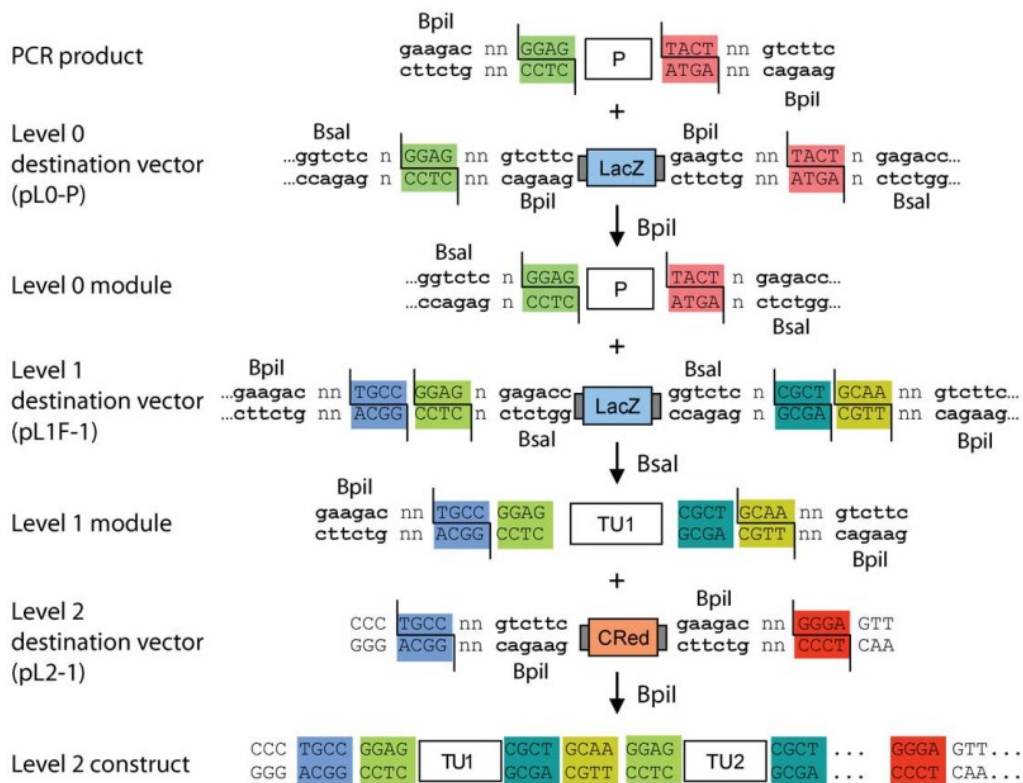 BpiI
PCR product
gaagac nn GGAG P TACT nn gtcttc
cttctg nn CCTC ATGA nn cagaag
BpiI
+
Level 0
destination vector
(pL0-P)
BsaI BpiI
...ggtctc n GGAG nn gtcttc LacZ gaagtc nn TACT n gagacc...
...ccagag n CCTC nn cagaag cttctg nn ATGA n ctctgg...
BpiI BsaI
BpiI
Level 0 module
BsaI
...ggtctc n GGAG P TACT n gagacc...
...ccagag n CCTC ATGA n ctctgg...
BsaI
+
Level 1
destination vector
(pL1F-1)
BpiI BsaI
...gaagac nn TGCC GGAG n gagacc LacZ ggtctc n CGCT GCAA nn gtcttc...
...cttctg nn ACGG CCTC n ctctgg ccagag n GCGA CGTT nn cagaag...
BsaI BpiI
BsaI
Level 1 module
BpiI
gaagac nn TGCC GGAG TU1 CGCT GCAA nn gtcttc
cttctg nn ACGG CCTC GCGA CGTT nn cagaag
BpiI
+
Level 2
destination vector
(pL2-1)
BpiI
CCC TGCC nn gtcttc CRed gaagac nn GGGA GTT
GGG ACGG nn cagaag cttctg nn CCCT CAA
BpiI
BpiI
Level 2 construct
CCC TGCC GGAG TU1 CGCT GCAA GGAG TU2 CGCT ... GGGA GTT...
GGG ACGG CCTC GCGA CGTT CCTC GCGA ... CCCT CAA...